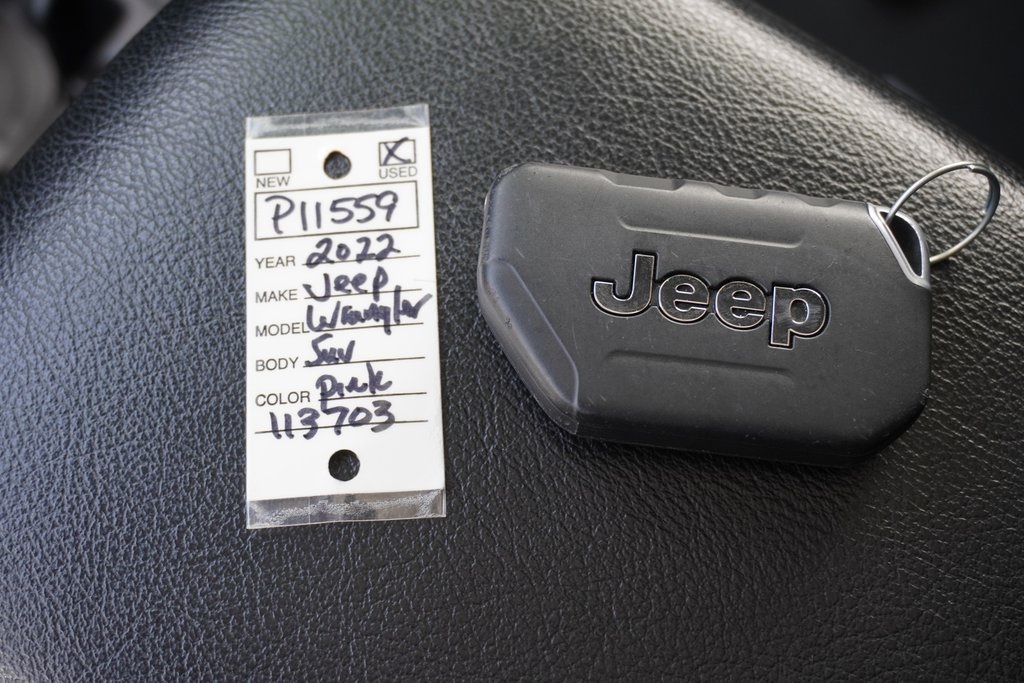 X
NEW USED
P11559
YEAR 2022
MAKE Jeep
MODEL Wrangler
BODY Suv
COLOR Pink
113703
Jeep